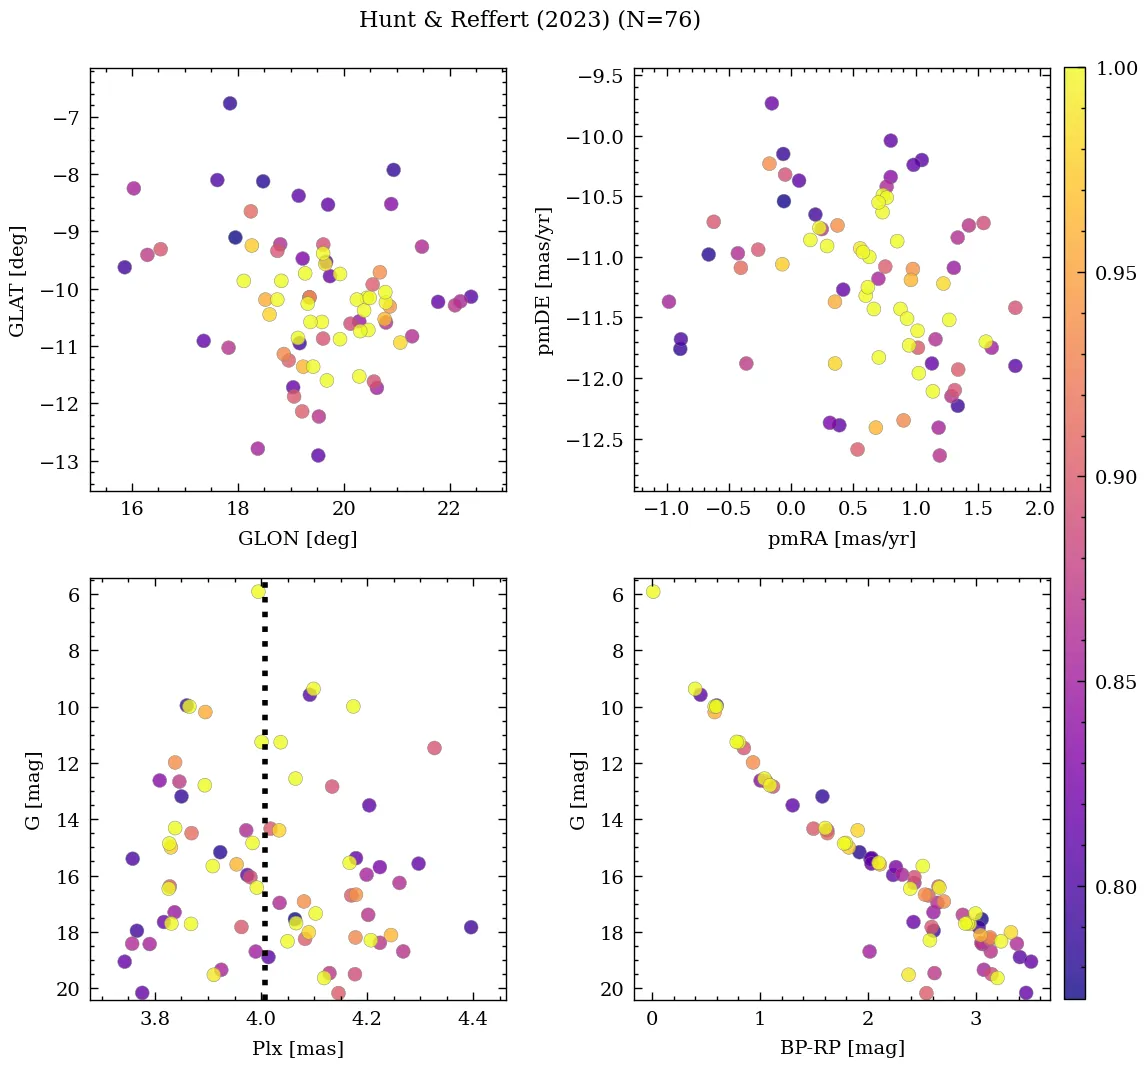 Hunt & Reffert (2023) (N=76)
−7
−8
−9
−10
−11
−12
−13
GLAT [deg]
16 18 20 22
GLON [deg]
−9.5
−10.0
−10.5
−11.0
−11.5
−12.0
−12.5
pmDE [mas/yr]
−1.0 −0.5 0.0 0.5 1.0 1.5 2.0
pmRA [mas/yr]
6
8
10
12
14
16
18
20
G [mag]
3.8 4.0 4.2 4.4
Plx [mas]
6
8
10
12
14
16
18
20
G [mag]
0 1 2 3
BP-RP [mag]
1.00
0.95
0.90
0.85
0.80